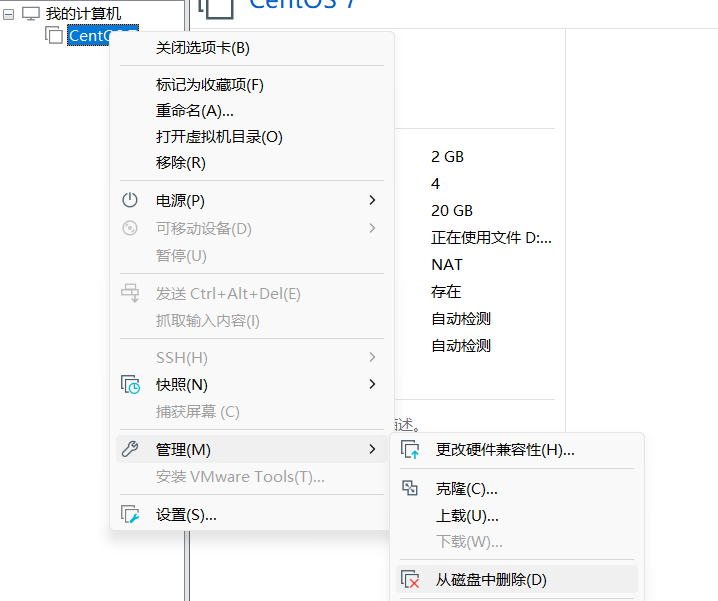 我的计算机
CentOS 7
关闭选项卡(B)
标记为收藏项(F)
重命名(A)...
打开虚拟机目录(O)
移除(R)
电源(P)
可移动设备(D)
暂停(U)
发送 Ctrl+Alt+Del(E)
抓取输入内容(I)
SSH(H)
快照(N)
捕获屏幕 (C)
管理(M)
安装 VMware Tools(T)...
设置(S)...
2 GB
4
20 GB
正在使用文件 D:...
NAT
存在
自动检测
自动检测
述。
更改硬件兼容性(H)...
克隆(C)...
上载(U)...
下载(W)...
从磁盘中删除(D)